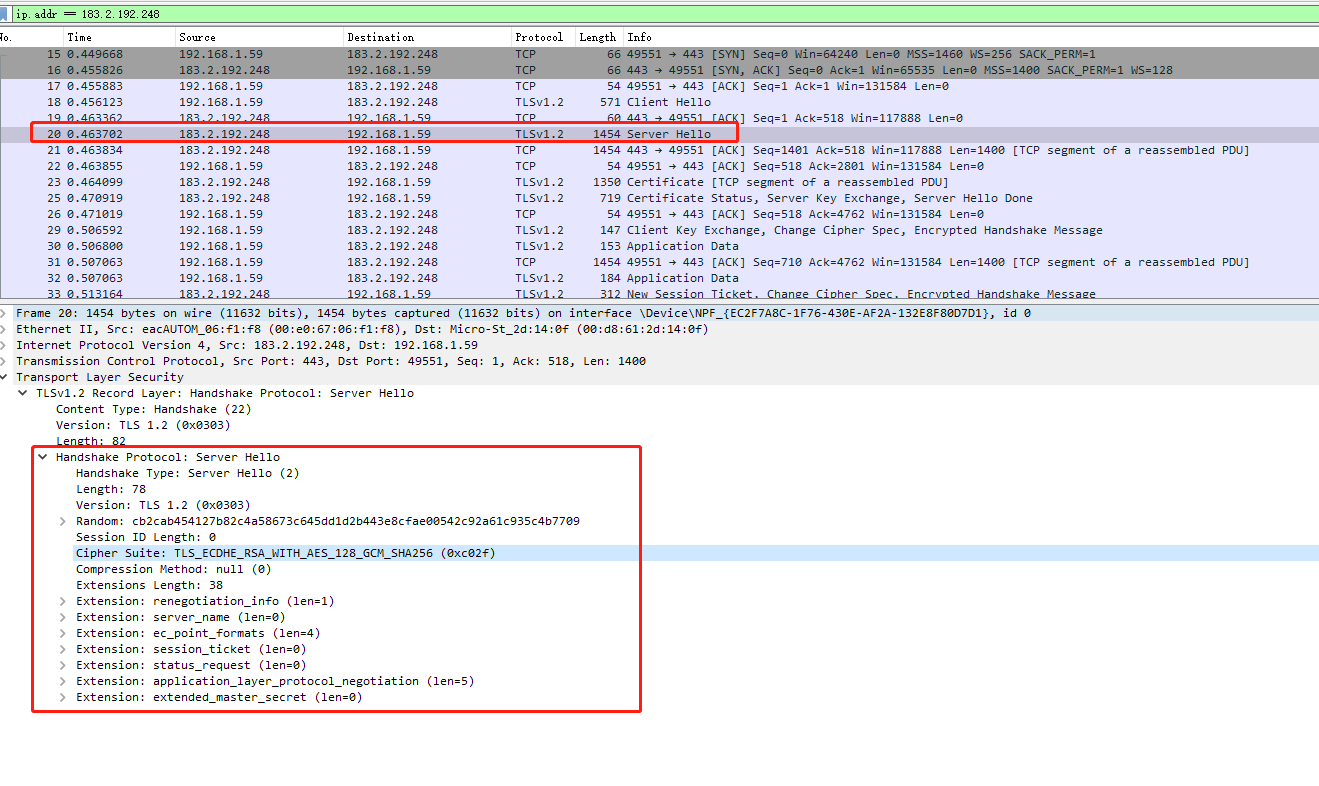 ip.addr == 183.2.192.248
No. Time Source Destination Protocol Length Info
15 0.449668 192.168.1.59 183.2.192.248 TCP 66 49551 → 443 [SYN] Seq=0 Win=64240 Len=0 MSS=1460 WS=256 SACK_PERM=1
16 0.455826 183.2.192.248 192.168.1.59 TCP 66 443 → 49551 [SYN, ACK] Seq=0 Ack=1 Win=65535 Len=0 MSS=1400 SACK_PERM=1 WS=128
17 0.455883 192.168.1.59 183.2.192.248 TCP 54 49551 → 443 [ACK] Seq=1 Ack=1 Win=131584 Len=0
18 0.456123 192.168.1.59 183.2.192.248 TLSv1.2 571 Client Hello
19 0.463362 183.2.192.248 192.168.1.59 TCP 60 443 → 49551 [ACK] Seq=1 Ack=518 Win=117888 Len=0
20 0.463702 183.2.192.248 192.168.1.59 TLSv1.2 1454 Server Hello
21 0.463834 183.2.192.248 192.168.1.59 TCP 1454 443 → 49551 [ACK] Seq=1401 Ack=518 Win=117888 Len=1400 [TCP segment of a reassembled PDU]
22 0.463855 192.168.1.59 183.2.192.248 TCP 54 49551 → 443 [ACK] Seq=518 Ack=2801 Win=131584 Len=0
23 0.464099 183.2.192.248 192.168.1.59 TLSv1.2 1350 Certificate [TCP segment of a reassembled PDU]
25 0.470919 183.2.192.248 192.168.1.59 TLSv1.2 719 Certificate Status, Server Key Exchange, Server Hello Done
26 0.471019 192.168.1.59 183.2.192.248 TCP 54 49551 → 443 [ACK] Seq=518 Ack=4762 Win=131584 Len=0
29 0.506592 192.168.1.59 183.2.192.248 TLSv1.2 147 Client Key Exchange, Change Cipher Spec, Encrypted Handshake Message
30 0.506800 192.168.1.59 183.2.192.248 TLSv1.2 153 Application Data
31 0.507063 192.168.1.59 183.2.192.248 TCP 1454 49551 → 443 [ACK] Seq=710 Ack=4762 Win=131584 Len=1400 [TCP segment of a reassembled PDU]
32 0.507063 192.168.1.59 183.2.192.248 TLSv1.2 184 Application Data
33 0.513164 183.2.192.248 192.168.1.59 TLSv1.2 312 New Session Ticket, Change Cipher Spec, Encrypted Handshake Message
Frame 20: 1454 bytes on wire (11632 bits), 1454 bytes captured (11632 bits) on interface \Device\NPF_{EC2F7A8C-1F76-430E-AF2A-132E8F80D7D1}, id 0
Ethernet II, Src: eacAUTOM_06:f1:f8 (00:e0:67:06:f1:f8), Dst: Micro-St_2d:14:0f (00:d8:61:2d:14:0f)
Internet Protocol Version 4, Src: 183.2.192.248, Dst: 192.168.1.59
Transmission Control Protocol, Src Port: 443, Dst Port: 49551, Seq: 1, Ack: 518, Len: 1400
Transport Layer Security
TLSv1.2 Record Layer: Handshake Protocol: Server Hello
Content Type: Handshake (22)
Version: TLS 1.2 (0x0303)
Length: 82
Handshake Protocol: Server Hello
Handshake Type: Server Hello (2)
Length: 78
Version: TLS 1.2 (0x0303)
Random: cb2cab454127b82c4a58673c645dd1d2b443e8cfae00542c92a61c935c4b7709
Session ID Length: 0
Cipher Suite: TLS_ECDHE_RSA_WITH_AES_128_GCM_SHA256 (0xc02f)
Compression Method: null (0)
Extensions Length: 38
Extension: renegotiation_info (len=1)
Extension: server_name (len=0)
Extension: ec_point_formats (len=4)
Extension: session_ticket (len=0)
Extension: status_request (len=0)
Extension: application_layer_protocol_negotiation (len=5)
Extension: extended_master_secret (len=0)